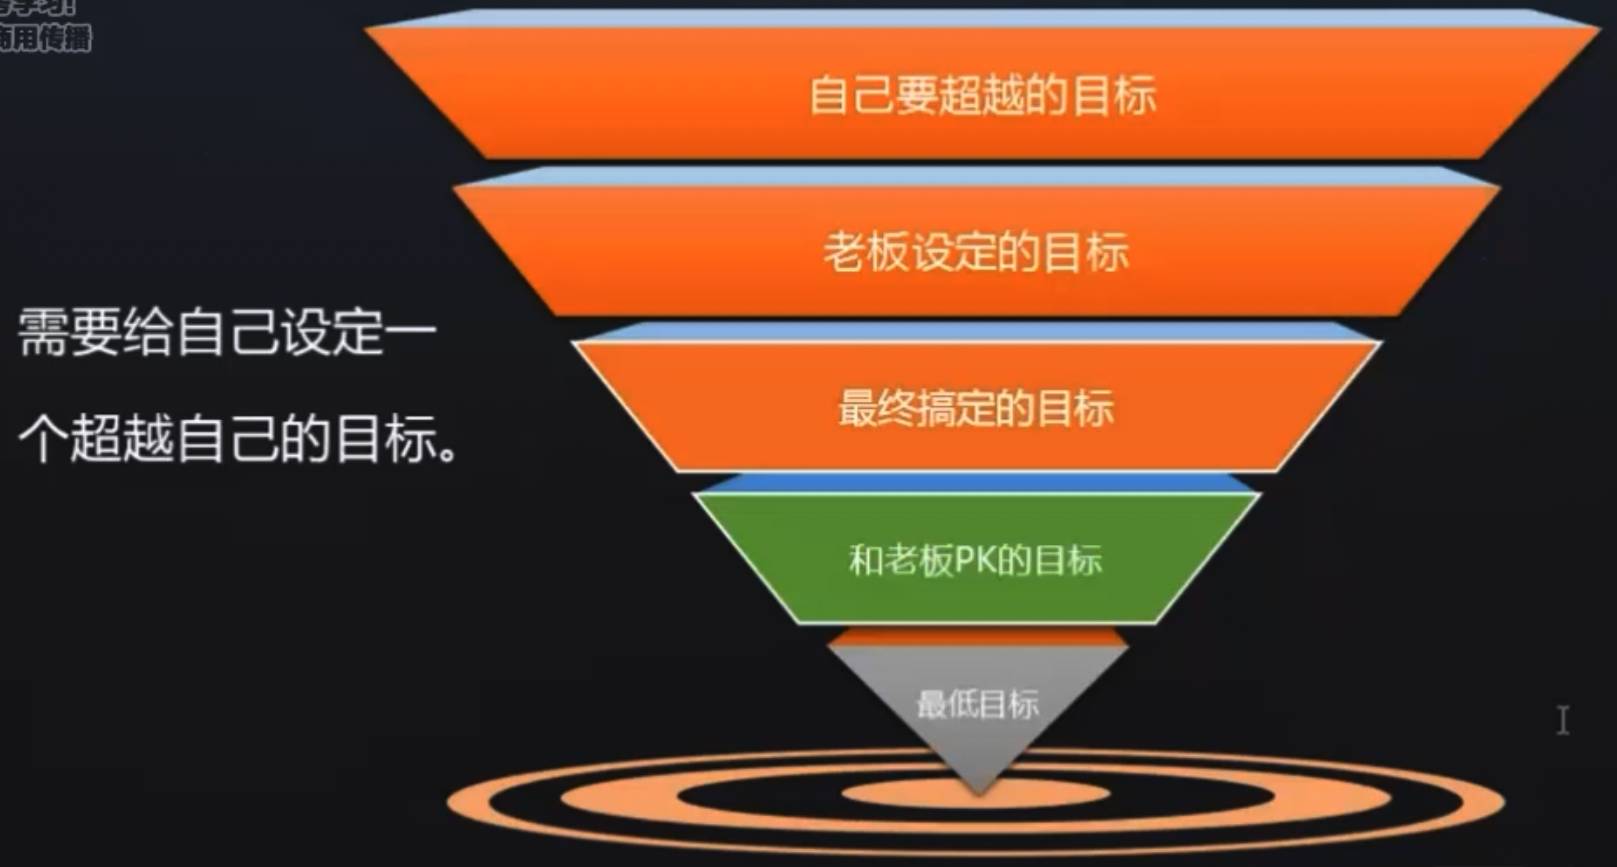 商用传播
自己要超越的目标
老板设定的目标
需要给自己设定一
个超越自己的目标。
最终搞定的目标
和老板PK的目标
最低目标